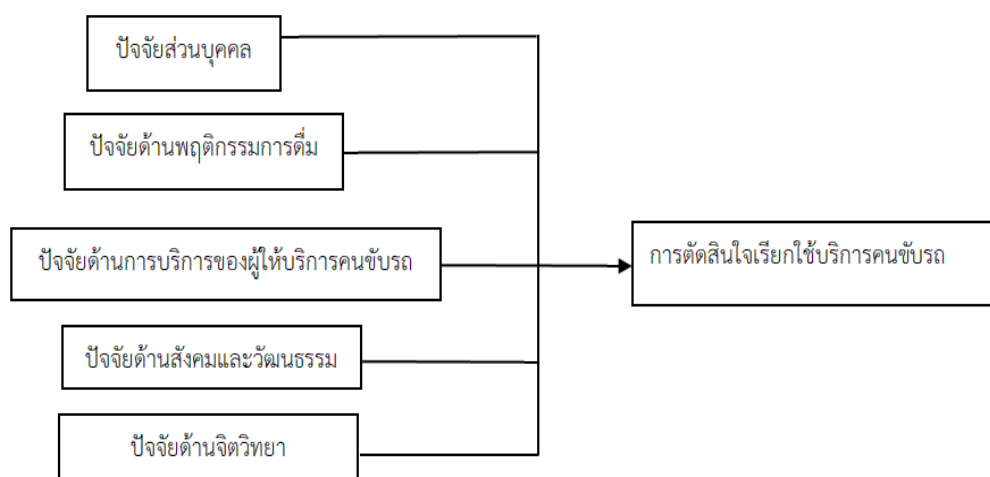 ปัจจัยส่วนบุคคล
ปัจจัยด้านพฤติกรรมการดื่ม
ปัจจัยด้านการบริการของผู้ให้บริการคนขับรถ
การตัดสินใจเรียกใช้บริการคนขับรถ
ปัจจัยด้านสังคมและวัฒนธรรม
ปัจจัยด้านจิตวิทยา